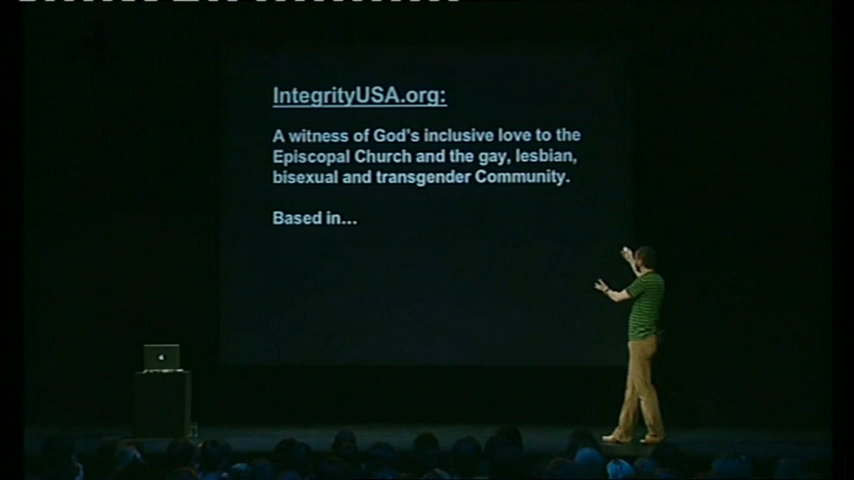 IntegrityUSA.org:
A witness of God's inclusive love to the
Episcopal Church and the gay, lesbian,
bisexual and transgender Community.
Based in...